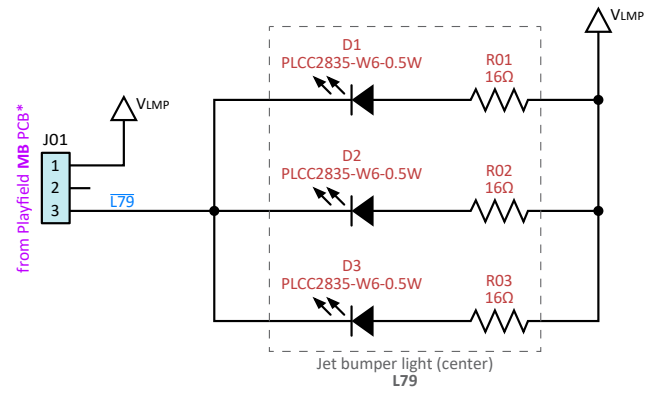 VLMP
D1
PLCC2835-W6-0.5W
R01
16Ω
VLMP
J01
1
2
3
from Playfield MB PCB*
L79
D2
PLCC2835-W6-0.5W
R02
16Ω
D3
PLCC2835-W6-0.5W
R03
16Ω
Jet bumper light (center)
L79